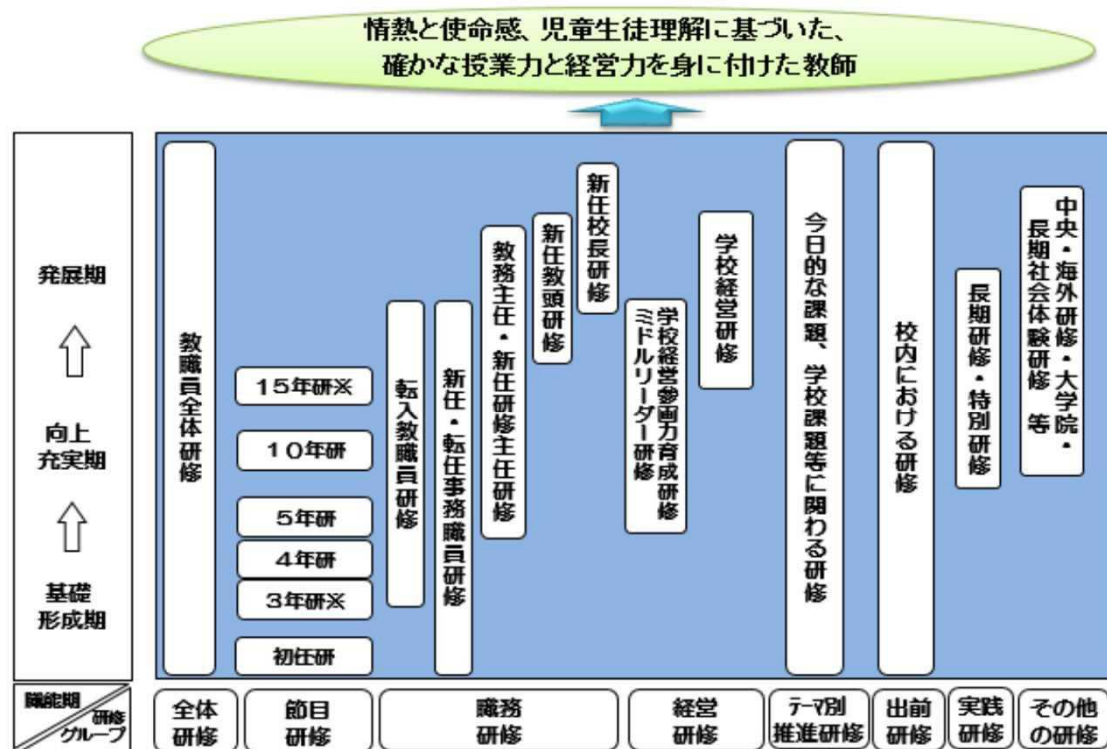 情熱と使命感、児童生徒理解に基づいた、
確かな授業力と経営力を身に付けた教師
発展期
向上
充実期
基礎
形成期
職能期
研修
グループ
教職員全体研修
15年研※
10年研
5年研
4年研
3年研※
初任研
転入教職員研修
新任・転任事務職員研修
教務主任・新任研修主任研修
新任教頭研修
新任校長研修
学校経営参画力育成研修
ミドルリーダー研修
学校経営研修
今日的な課題、学校課題等に関わる研修
校内における研修
長期研修・特別研修
中央・海外研修・大学院・
長期社会体験研修 等
全体
研修
節目
研修
職務
研修
経営
研修
テーマ別
推進研修
出前
研修
実践
研修
その他
の研修